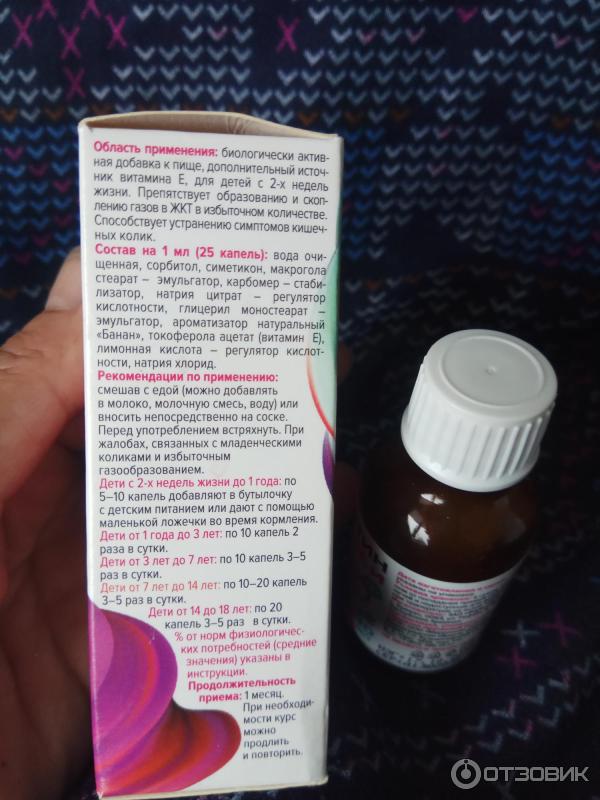 Область применения: биологически актив-
ная добавка к пище, дополнительный источ-
ник витамина Е, для детей с 2-х недель
жизни. Препятствует образованию и скоп-
лению газов в ЖКТ в избыточном количестве.
Способствует устранению симптомов кишеч-
ных колик.
Состав на 1 мл (25 капель): вода очи-
щенная, сорбитол, симетикон, макрогола
стеарат – эмульгатор, карбомер – стаби-
лизатор, натрия цитрат – регулятор
кислотности, глицерил моностеарат –
эмульгатор, ароматизатор натуральный
«Банан», токоферола ацетат (витамин Е),
лимонная кислота – регулятор кислот-
ности, натрия хлорид.
Рекомендации по применению:
смешав с едой (можно добавлять
в молоко, молочную смесь, воду) или
вносить непосредственно на соске.
Перед употреблением встряхнуть. При
жалобах, связанных с младенческими
коликами и избыточным
газообразованием.
Дети с 2-х недель жизни до 1 года: по
5–10 капель добавляют в бутылочку
с детским питанием или дают с помощью
маленькой ложечки во время кормления.
Дети от 1 года до 3 лет: по 10 капель 2
раза в сутки.
Дети от 3 лет до 7 лет: по 10 капель 3–5
раз в сутки.
Дети от 7 лет до 14 лет: по 10–20 капель
3–5 раз в сутки.
Дети от 14 до 18 лет: по 20
капель 3–5 раз в сутки.
% от норм физиологичес-
ких потребностей (средние
значения) указаны в
инструкции.
Продолжительность
приема: 1 месяц.
При необходи-
мости курс
можно
продлить
и повторить.
ОТЗОВИК